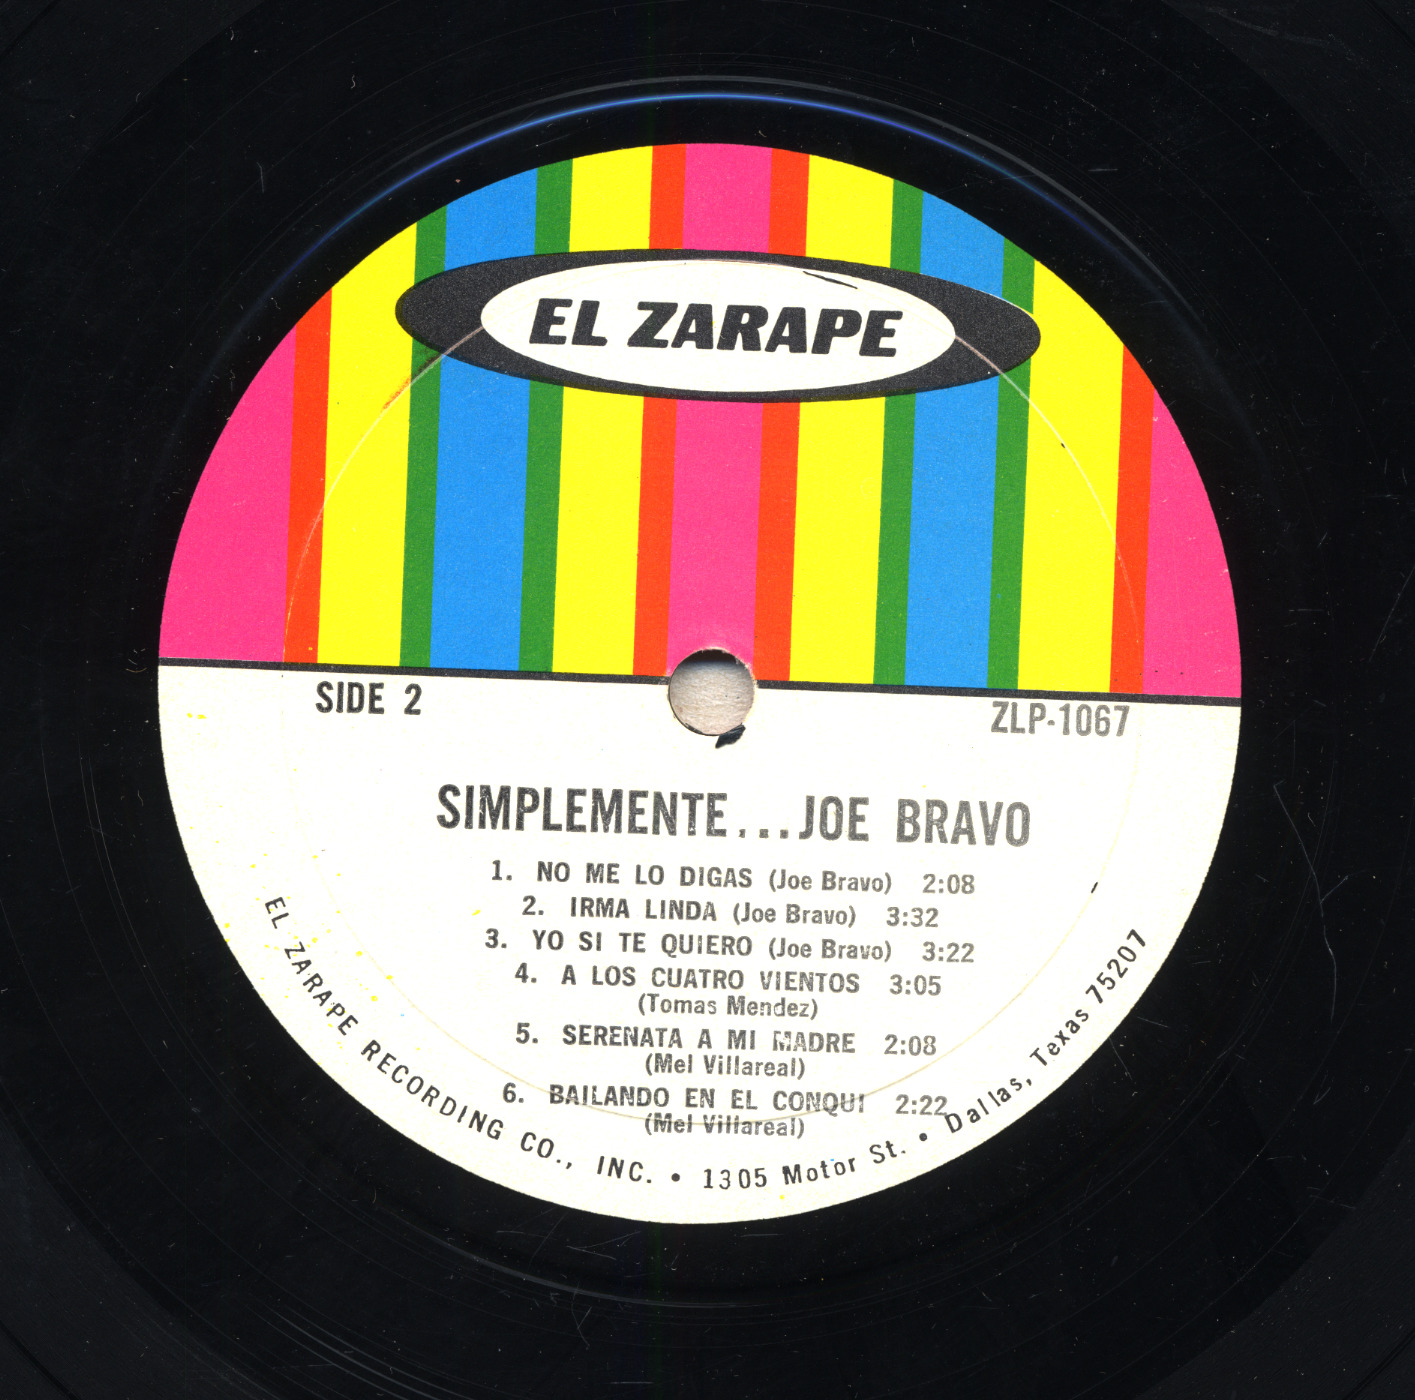 EL ZARAPE
SIDE 2
ZLP-1067
SIMPLEMENTE...JOE BRAVO
1. NO ME LO DIGAS (Joe Bravo) 2:08
2. IRMA LINDA (Joe Bravo) 3:32
3. YO SI TE QUIERO (Joe Bravo) 3:22
4. A LOS CUATRO VIENTOS 3:05
(Tomas Mendez)
5. SERENATA A MI MADRE 2:08
(Mel Villareal)
6. BAILANDO EN EL CONQUI 2:22
(Mel Villareal)
EL ZARAPE RECORDING CO., INC. • 1305 Motor St. • Dallas, Texas 75207